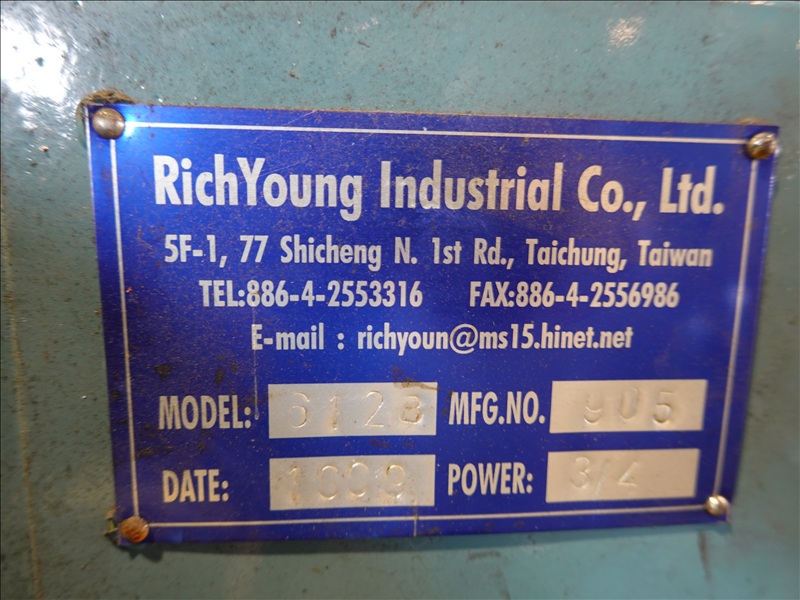 RichYoung Industrial Co., Ltd.
5F-1, 77 Shicheng N. 1st Rd., Taichung, Taiwan
TEL:886-4-2553316 FAX:886-4-2556986
E-mail : richyoun@ms15.hinet.net
MODEL: MFG.NO. 905
DATE: POWER: 3/4